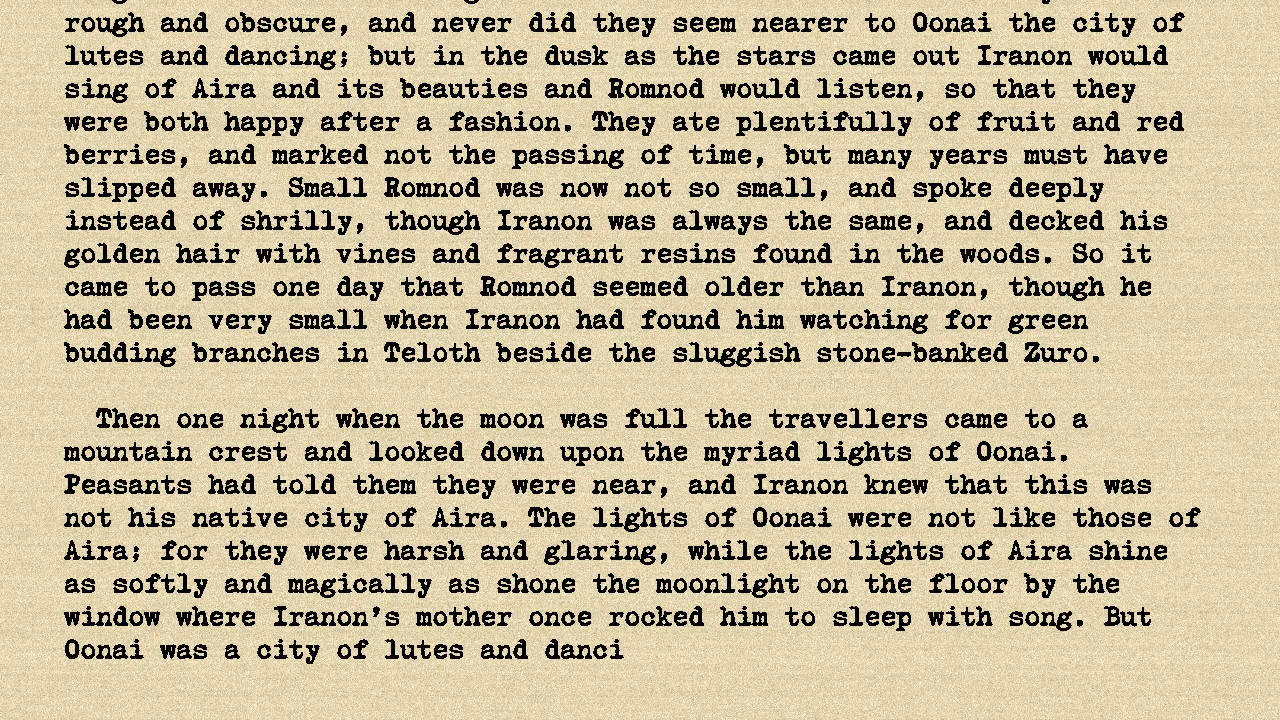 rough and obscure, and never did they seem nearer to Oonai the city of
lutes and dancing; but in the dusk as the stars came out Iranon would
sing of Aira and its beauties and Romnod would listen, so that they
were both happy after a fashion. They ate plentifully of fruit and red
berries, and marked not the passing of time, but many years must have
slipped away. Small Romnod was now not so small, and spoke deeply
instead of shrilly, though Iranon was always the same, and decked his
golden hair with vines and fragrant resins found in the woods. So it
came to pass one day that Romnod seemed older than Iranon, though he
had been very small when Iranon had found him watching for green
budding branches in Teloth beside the sluggish stone-banked Zuro.
Then one night when the moon was full the travellers came to a
mountain crest and looked down upon the myriad lights of Oonai.
Peasants had told them they were near, and Iranon knew that this was
not his native city of Aira. The lights of Oonai were not like those of
Aira; for they were harsh and glaring, while the lights of Aira shine
as softly and magically as shone the moonlight on the floor by the
window where Iranon's mother once rocked him to sleep with song. But
Oonai was a city of lutes and danci